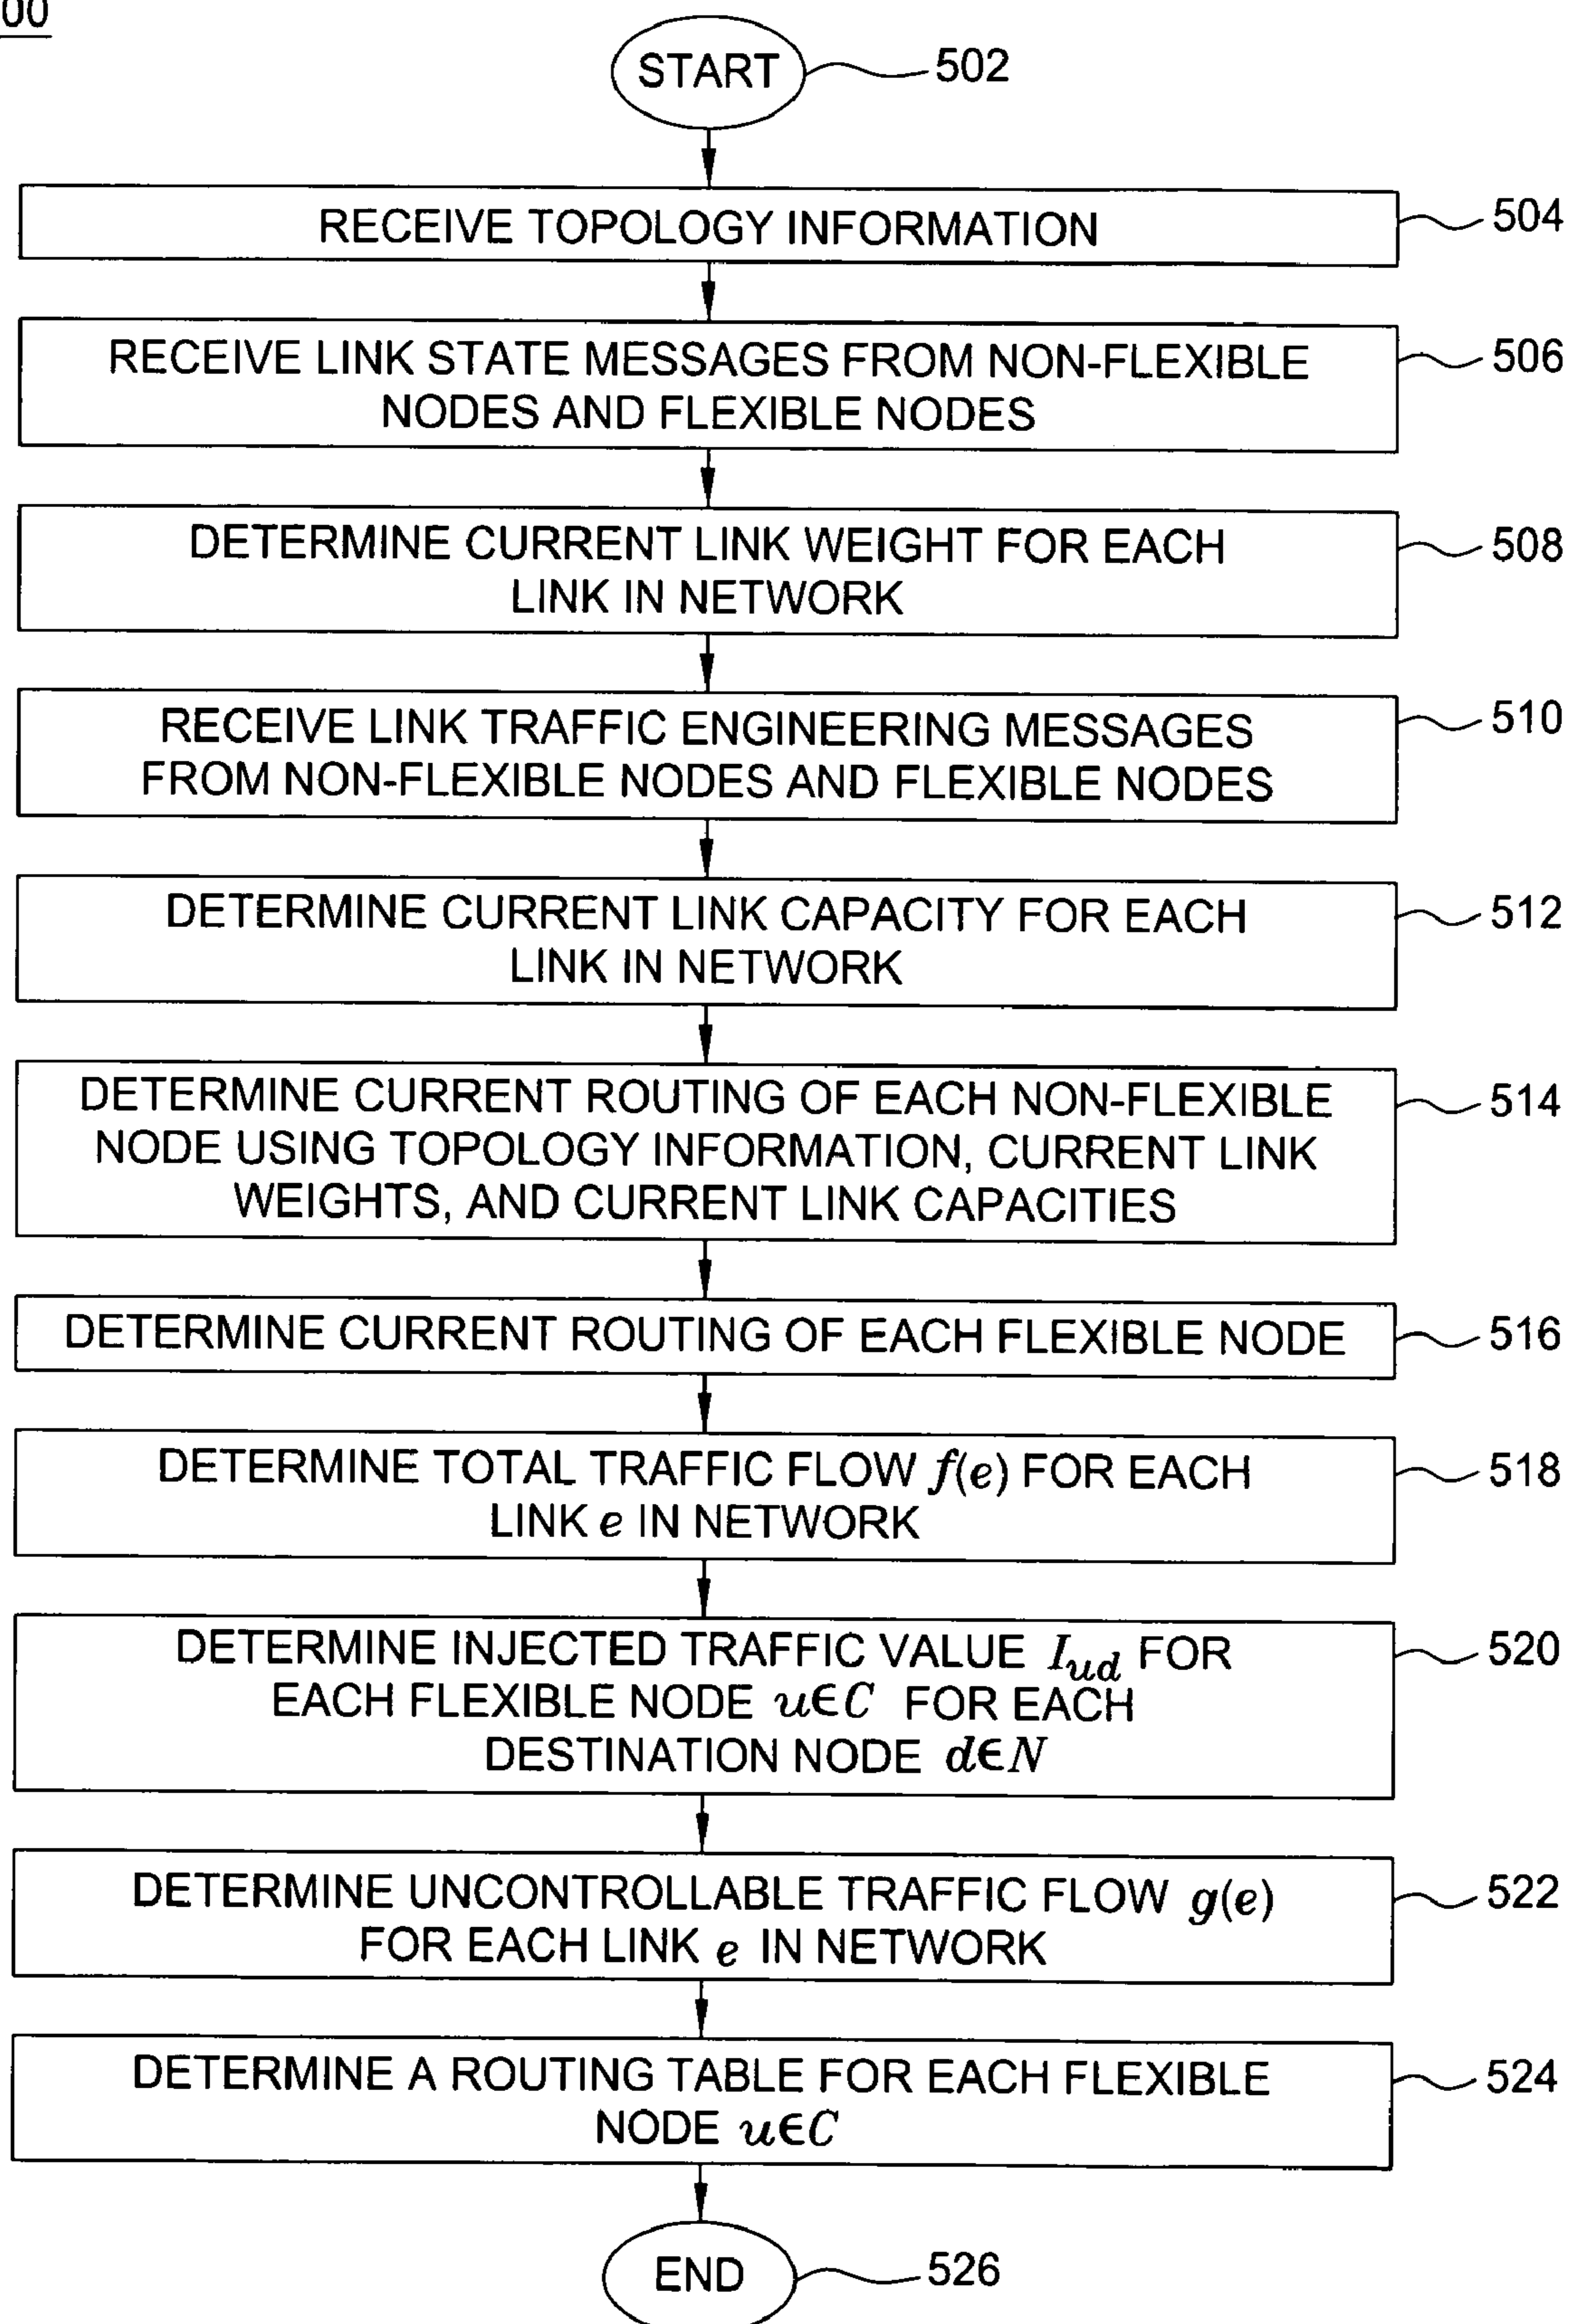 00
START 502
RECEIVE TOPOLOGY INFORMATION 504
RECEIVE LINK STATE MESSAGES FROM NON-FLEXIBLE 506
NODES AND FLEXIBLE NODES
DETERMINE CURRENT LINK WEIGHT FOR EACH 508
LINK IN NETWORK
RECEIVE LINK TRAFFIC ENGINEERING MESSAGES 510
FROM NON-FLEXIBLE NODES AND FLEXIBLE NODES
DETERMINE CURRENT LINK CAPACITY FOR EACH 512
LINK IN NETWORK
DETERMINE CURRENT ROUTING OF EACH NON-FLEXIBLE 514
NODE USING TOPOLOGY INFORMATION, CURRENT LINK
WEIGHTS, AND CURRENT LINK CAPACITIES
DETERMINE CURRENT ROUTING OF EACH FLEXIBLE NODE 516
DETERMINE TOTAL TRAFFIC FLOW f(e) FOR EACH 518
LINK e IN NETWORK
DETERMINE INJECTED TRAFFIC VALUE I_ud FOR 520
EACH FLEXIBLE NODE u∈C FOR EACH
DESTINATION NODE d∈N
DETERMINE UNCONTROLLABLE TRAFFIC FLOW g(e) 522
FOR EACH LINK e IN NETWORK
DETERMINE A ROUTING TABLE FOR EACH FLEXIBLE 524
NODE u∈C
END 526